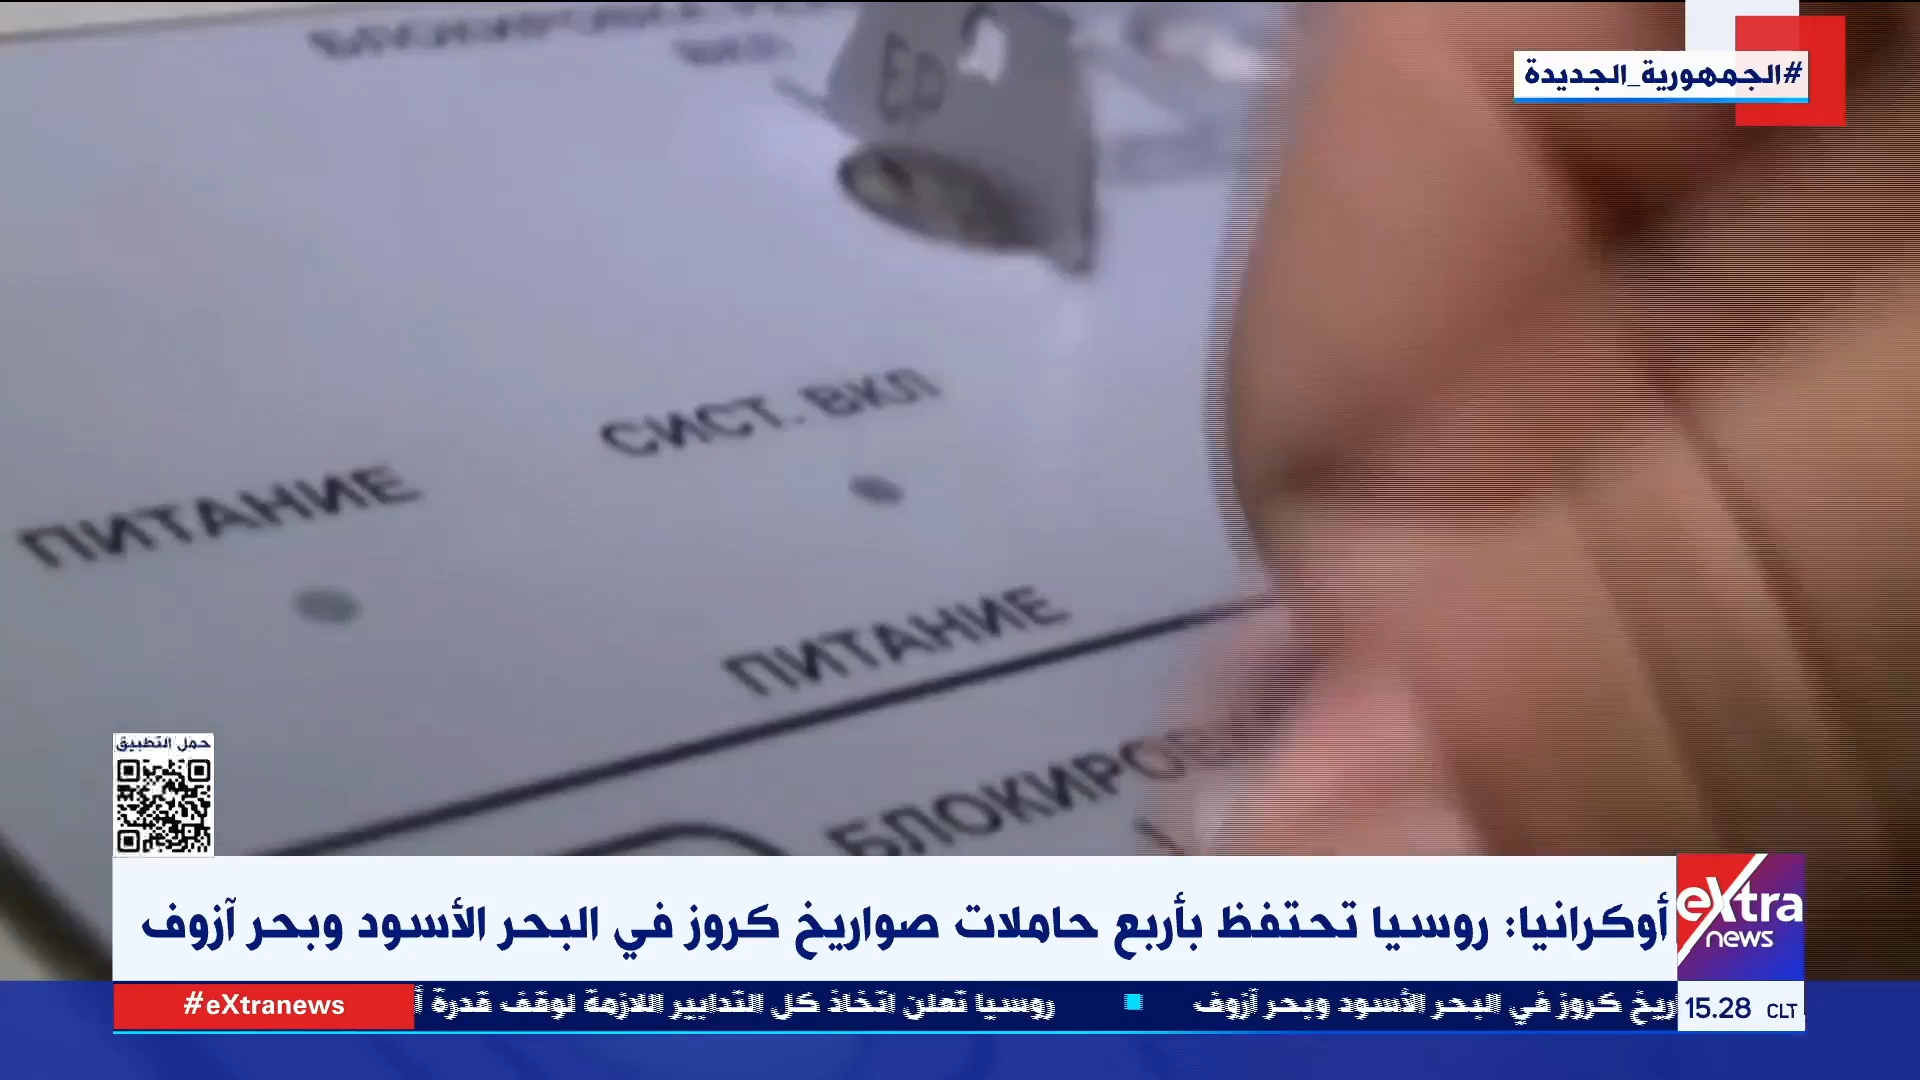 #الجمهورية_الجديدة
ВКЛ
СИСТ. ВКЛ
ПИТАНИЕ
ПИТАНИЕ
حمل التطبيق
أوكرانيا: روسيا تحتفظ بأربع حاملات صواريخ كروز في البحر الأسود وبحر آزوف
eXtra
news
#eXtranews
كروز في البحر الأسود وبحر آزوف ■ روسيا تعلن اتخاذ كل التدابير اللازمة لوقف قدرة
15.28 CLT